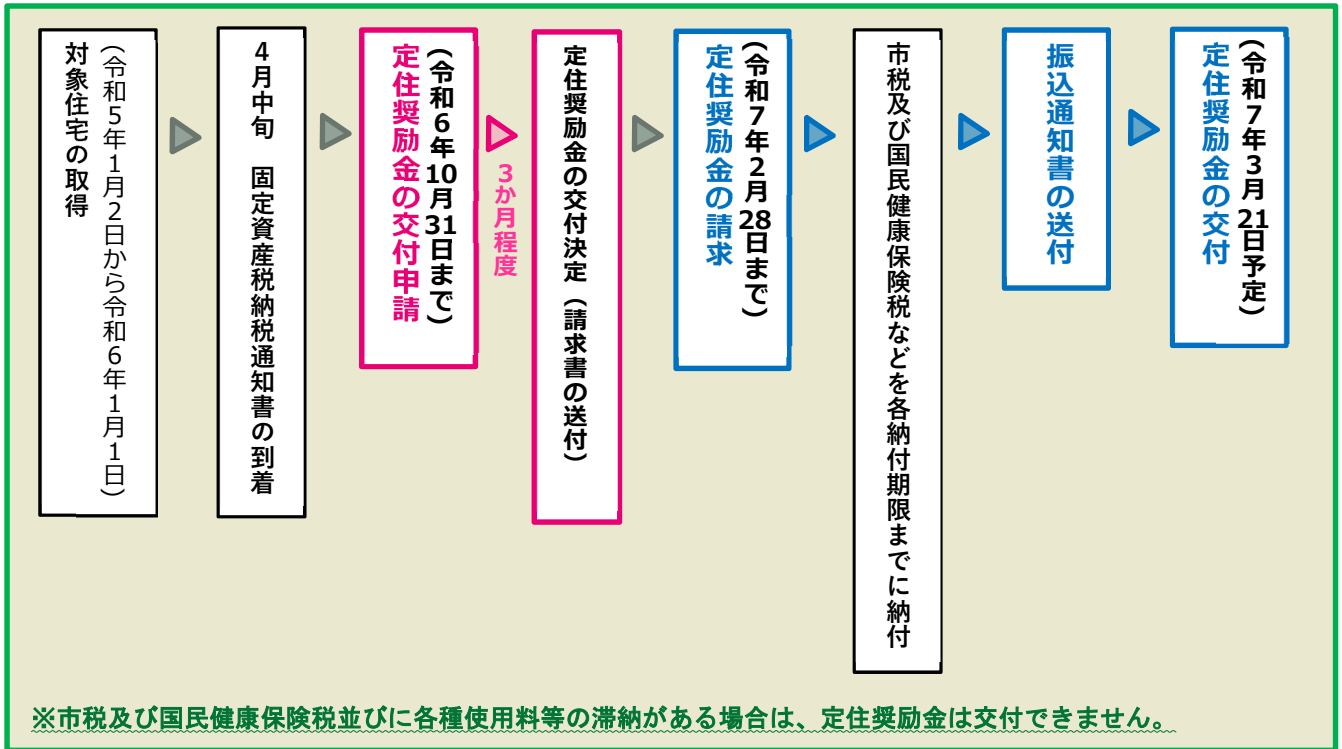 対象住宅の取得
（令和５年１月２日から令和６年１月１日）
４月中旬　固定資産税納税通知書の到着
（令和６年10月31日まで）
定住奨励金の交付申請
３か月程度
定住奨励金の交付決定（請求書の送付）
（令和７年２月28日まで）
定住奨励金の請求
市税及び国民健康保険税などを各納付期限までに納付
振込通知書の送付
（令和７年３月21日予定）
定住奨励金の交付
※市税及び国民健康保険税並びに各種使用料等の滞納がある場合は、定住奨励金は交付できません。